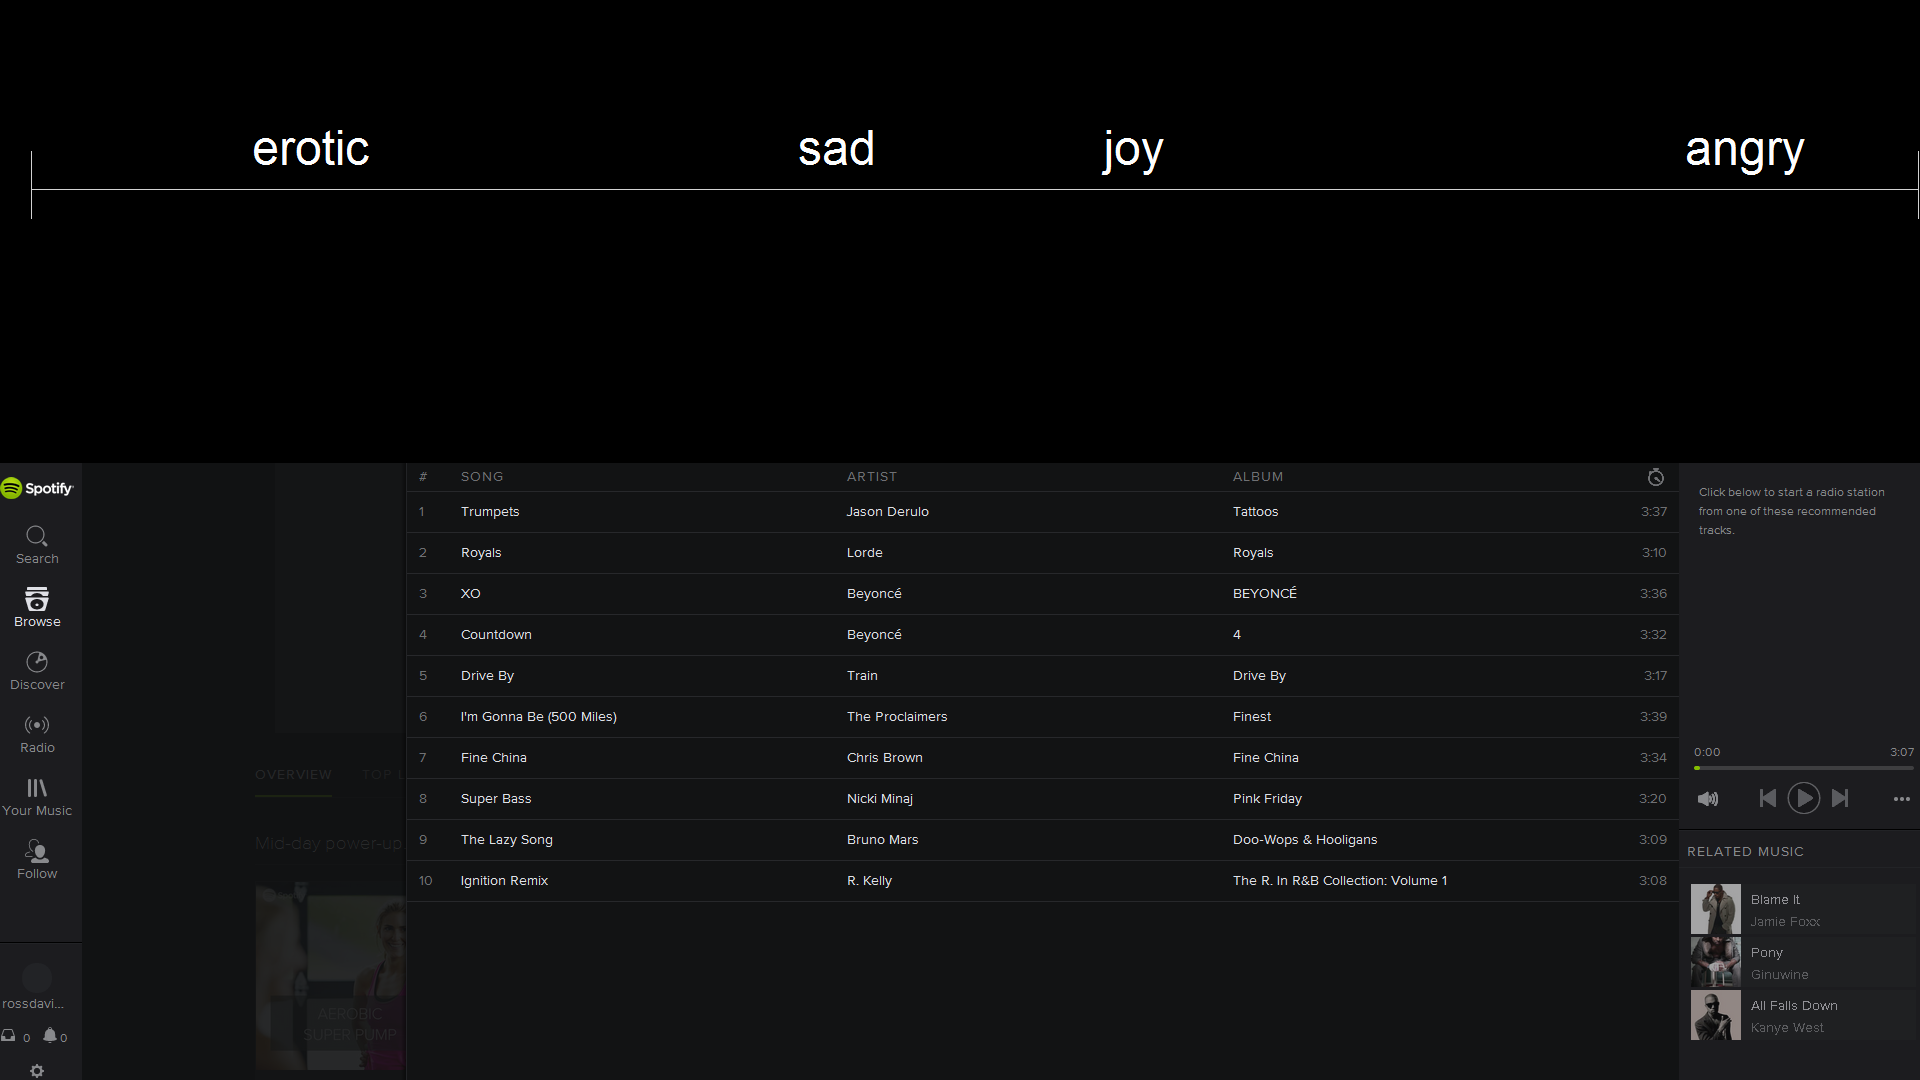 erotic sad joy angry
Spotify
Search
Browse
Discover
Radio
Your Music
Follow
rossdavi...
0 0
OVERVIEW TOP L
Mid-day power-up
AEROBIC
SUPER PUMP
# SONG ARTIST ALBUM
1 Trumpets Jason Derulo Tattoos 3:37
2 Royals Lorde Royals 3:10
3 XO Beyoncé BEYONCÉ 3:36
4 Countdown Beyoncé 4 3:32
5 Drive By Train Drive By 3:17
6 I'm Gonna Be (500 Miles) The Proclaimers Finest 3:39
7 Fine China Chris Brown Fine China 3:34
8 Super Bass Nicki Minaj Pink Friday 3:20
9 The Lazy Song Bruno Mars Doo-Wops & Hooligans 3:09
10 Ignition Remix R. Kelly The R. In R&B Collection: Volume 1 3:08
Click below to start a radio station
from one of these recommended
tracks.
0:00 3:07
RELATED MUSIC
Blame It
Jamie Foxx
Pony
Ginuwine
All Falls Down
Kanye West